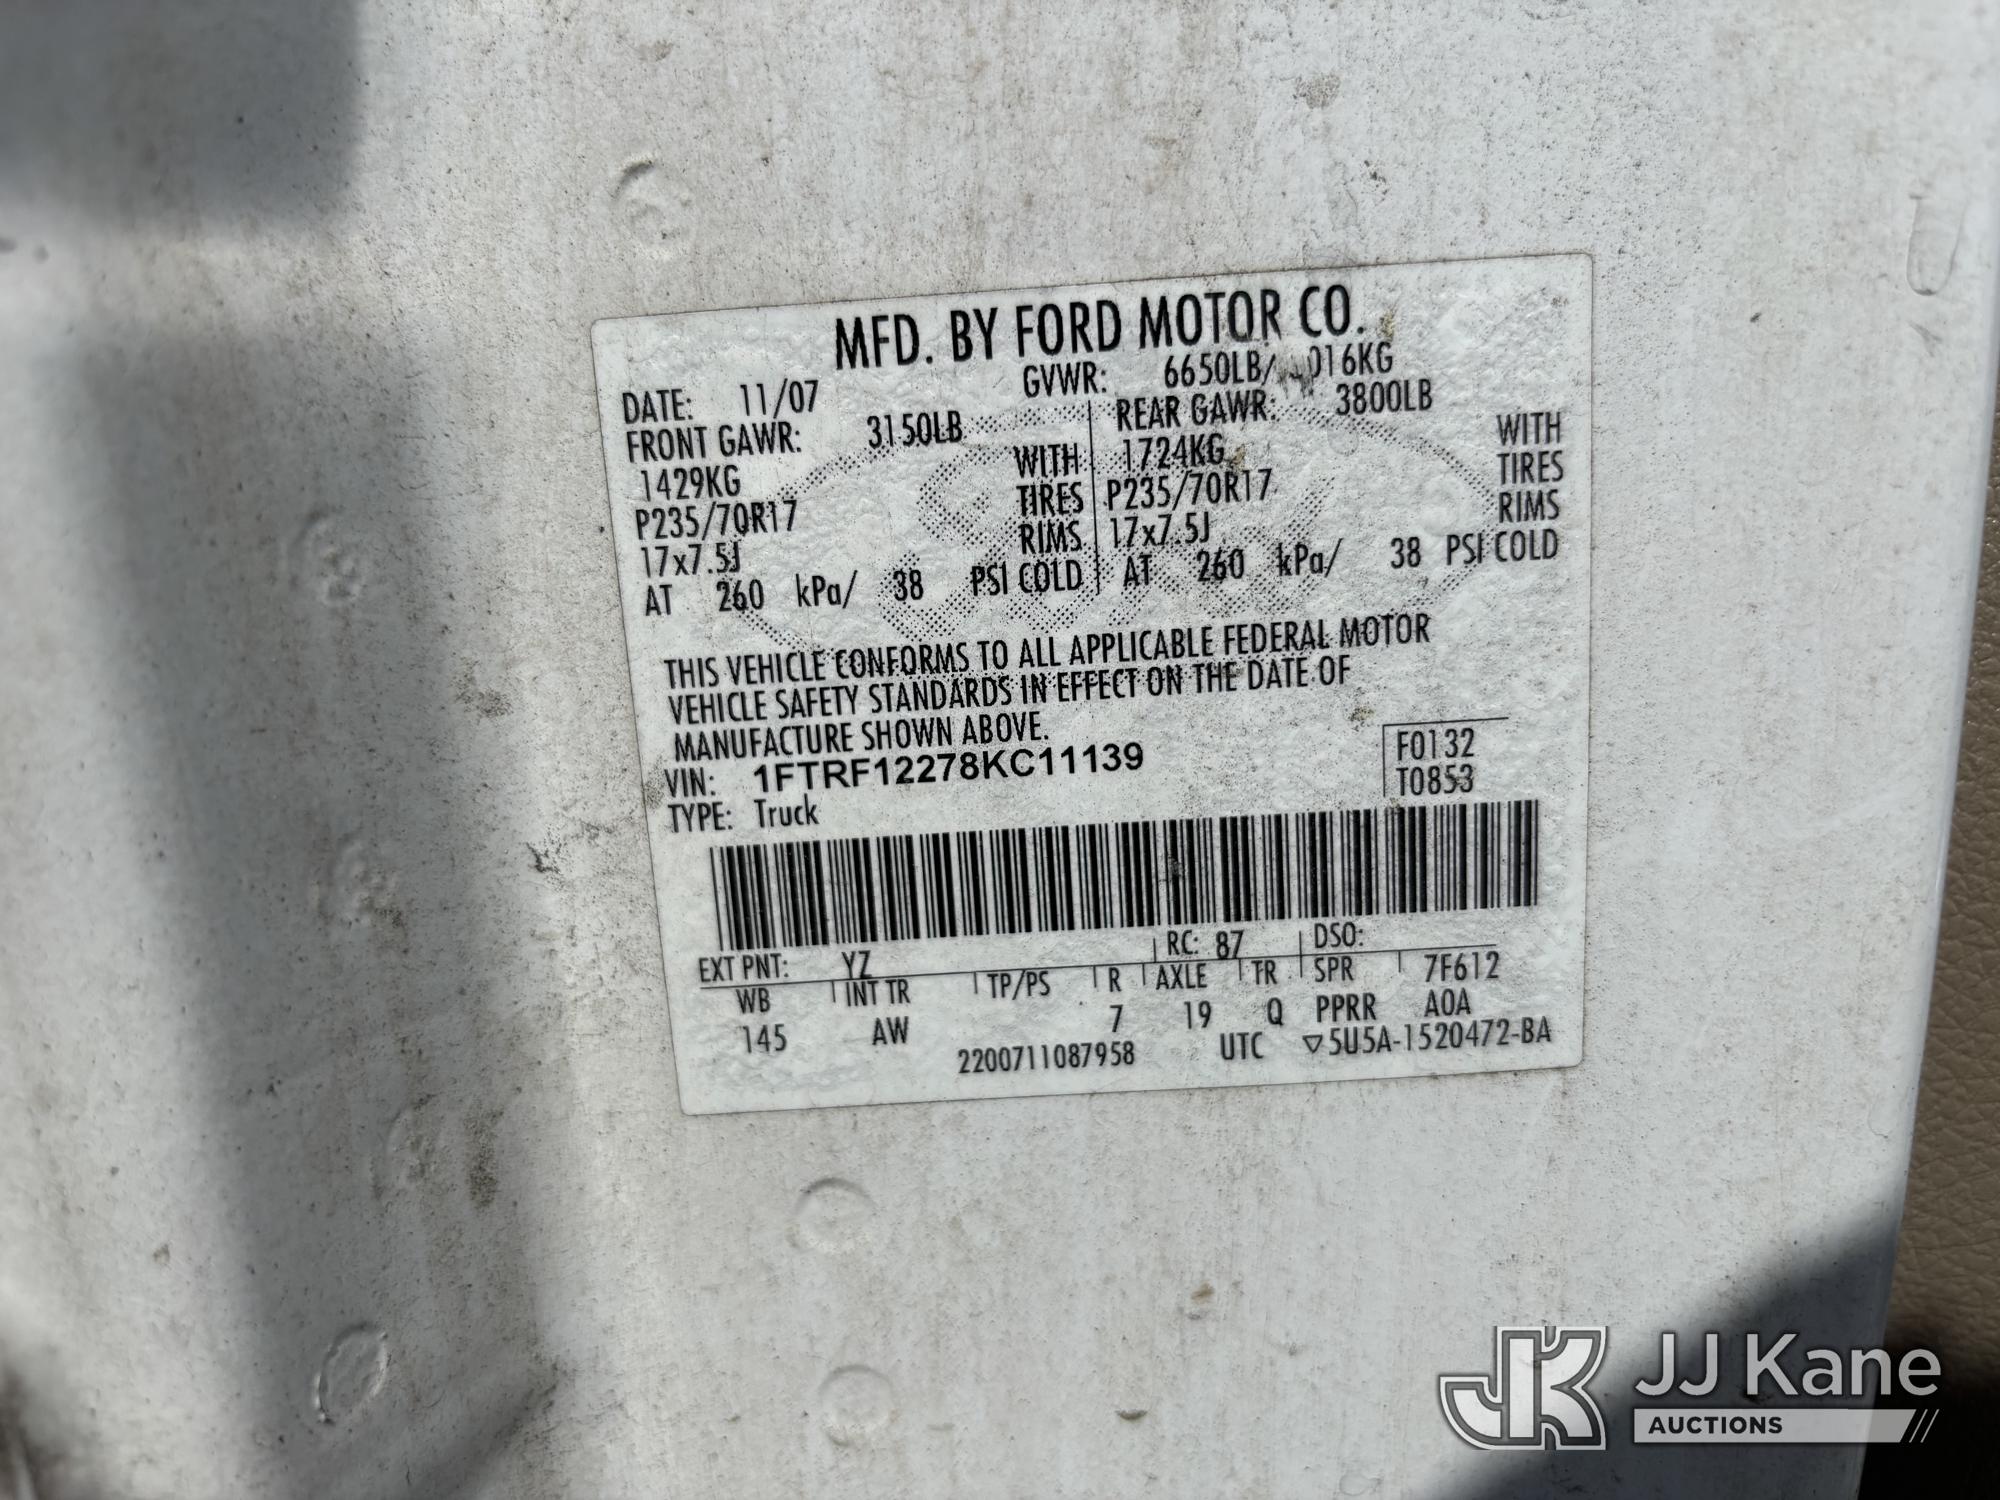 MFD. BY FORD MOTOR CO.
DATE: 11/07 GVWR: 6650LB/ 016KG
FRONT GAWR: 3150LB REAR GAWR: 3800LB
1429KG WITH 1724KG WITH
P235/70R17 TIRES P235/70R17 TIRES
17x7.5J RIMS 17x7.5J RIMS
AT 260 kPa/ 38 PSI COLD AT 260 kPa/ 38 PSI COLD
THIS VEHICLE CONFORMS TO ALL APPLICABLE FEDERAL MOTOR
VEHICLE SAFETY STANDARDS IN EFFECT ON THE DATE OF
MANUFACTURE SHOWN ABOVE.
F0132
VIN: 1FTRF12278KC11139
T0853
TYPE: Truck
EXT PNT: YZ RC: 87 DSO:
WB INT TR TP/PS R AXLE TR SPR 7F612
145 AW 7 19 Q PPRR A0A
2200711087958 UTC ▽5U5A-1520472-BA
JK JJ Kane
AUCTIONS